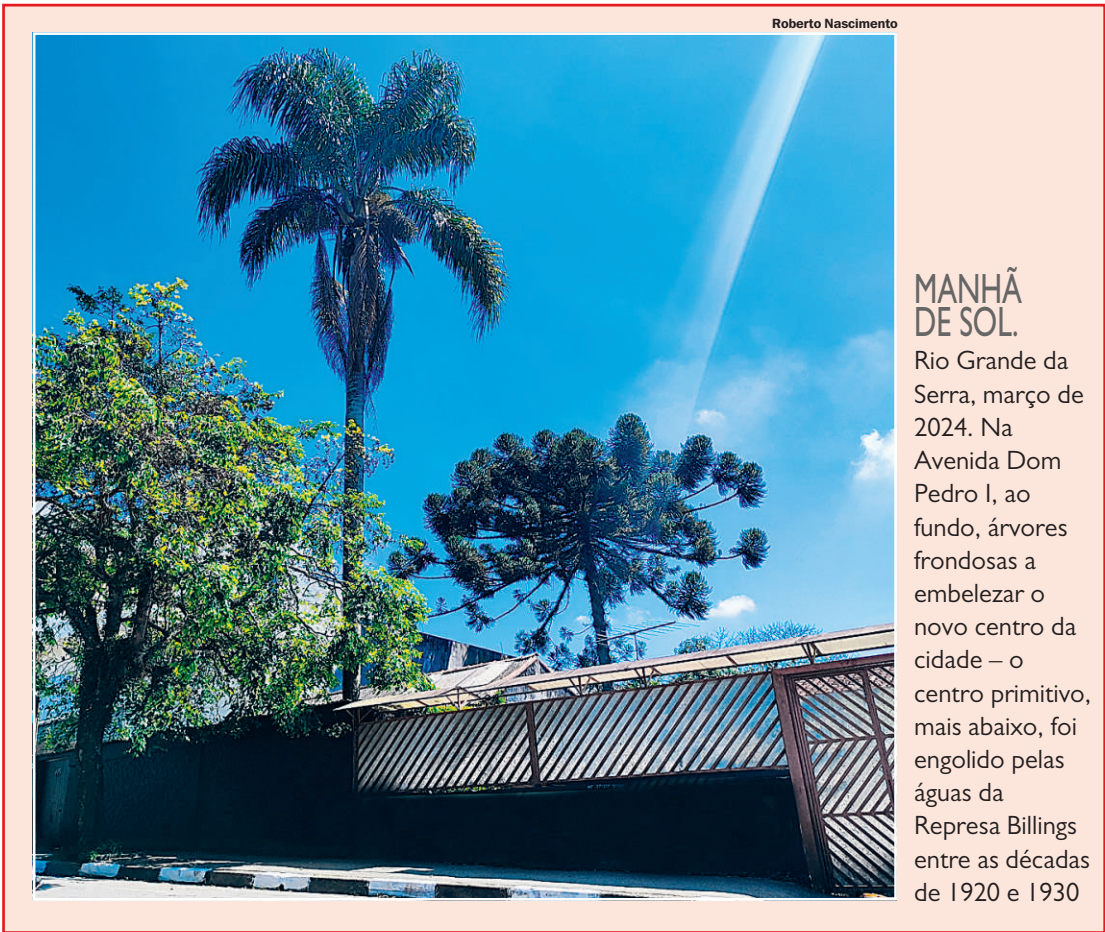 Roberto Nascimento
MANHÃ
DE SOL.
Rio Grande da
Serra, março de
2024. Na
Avenida Dom
Pedro I, ao
fundo, árvores
frondosas a
embelezar o
novo centro da
cidade – o
centro primitivo,
mais abaixo, foi
engolido pelas
águas da
Represa Billings
entre as décadas
de 1920 e 1930